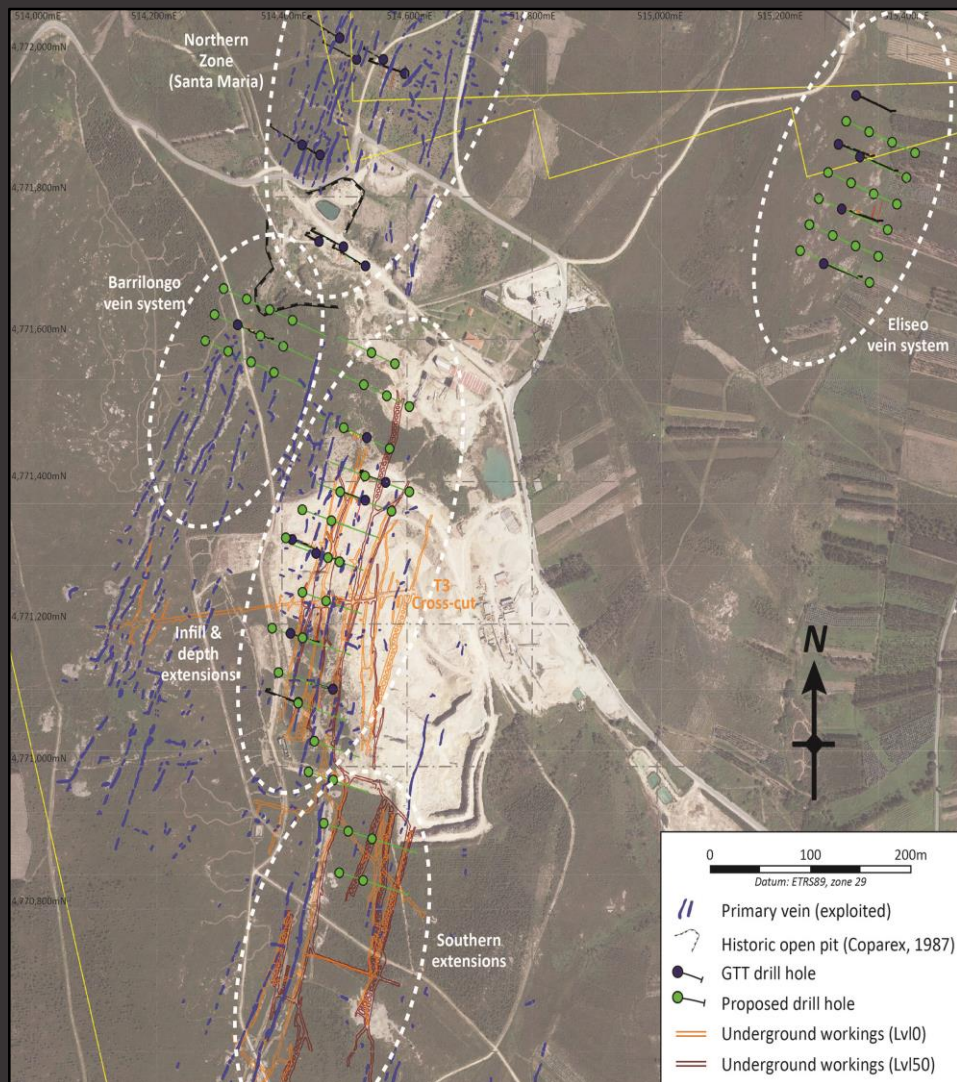 514,000mE
514,200mE
514,400mE
514,600mE
514,800mE
515,000mE
515,200mE
515,400mE
4,772,000mN
Northern
Zone
(Santa Maria)
4,771,800mN
Barrilongo
vein system
4,771,600mN
Eliseo
vein system
4,771,400mN
T3
Cross-cut
4,771,200mN
Infill &
depth
extensions
N
4,771,000mN
4,970,800mN
Southern
extensions
0 100 200m
Datum: ETRS89, zone 29
Primary vein (exploited)
Historic open pit (Coparex, 1987)
GTT drill hole
Proposed drill hole
Underground workings (Lvl0)
Underground workings (Lvl50)